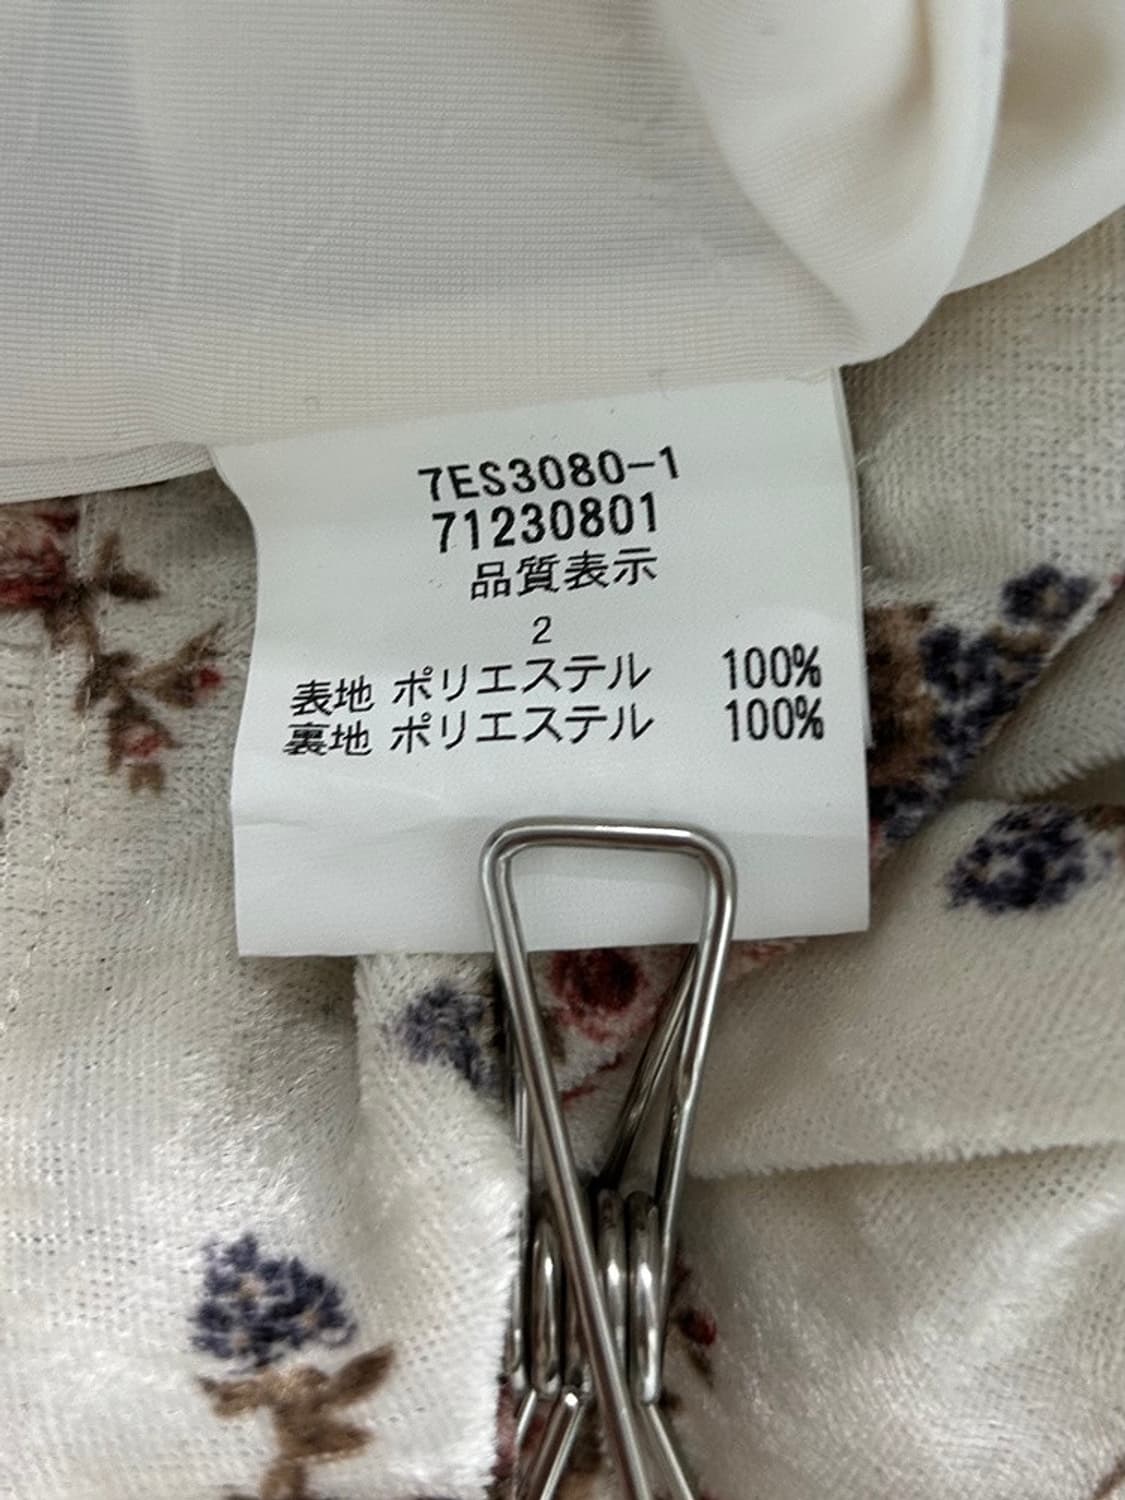 7ES3080-1
71230801
品質表示
2
表地 ポリエステル 100%
裏地 ポリエステル 100%